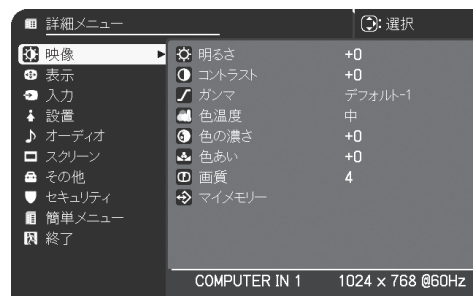 詳細メニュー :選択
映像 明るさ +0
表示 コントラスト +0
入力 ガンマ デフォルト-1
設置 色温度 中
オーディオ 色の濃さ +0
スクリーン 色あい +0
その他 画質 4
セキュリティ マイメモリー
簡単メニュー
終了
COMPUTER IN 1 1024 x 768 @60Hz